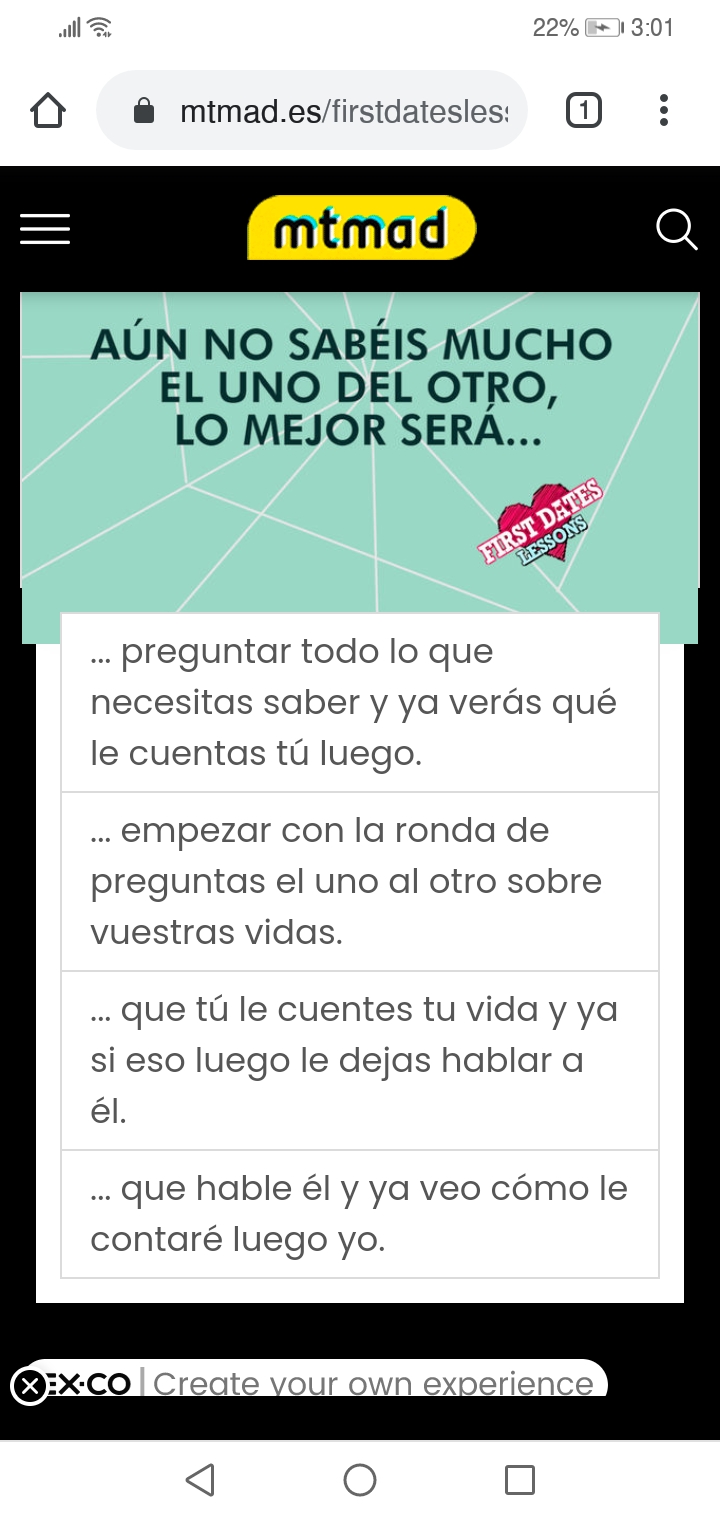 22% 3:01
mtmad.es/firstdatesles
1
mtmad
AÚN NO SABÉIS MUCHO
EL UNO DEL OTRO,
LO MEJOR SERÁ...
FIRST DATES
LESSONS
... preguntar todo lo que
necesitas saber y ya verás qué
le cuentas tú luego.
... empezar con la ronda de
preguntas el uno al otro sobre
vuestras vidas.
... que tú le cuentes tu vida y ya
si eso luego le dejas hablar a
él.
... que hable él y ya veo cómo le
contaré luego yo.
EX·CO | Create your own experience